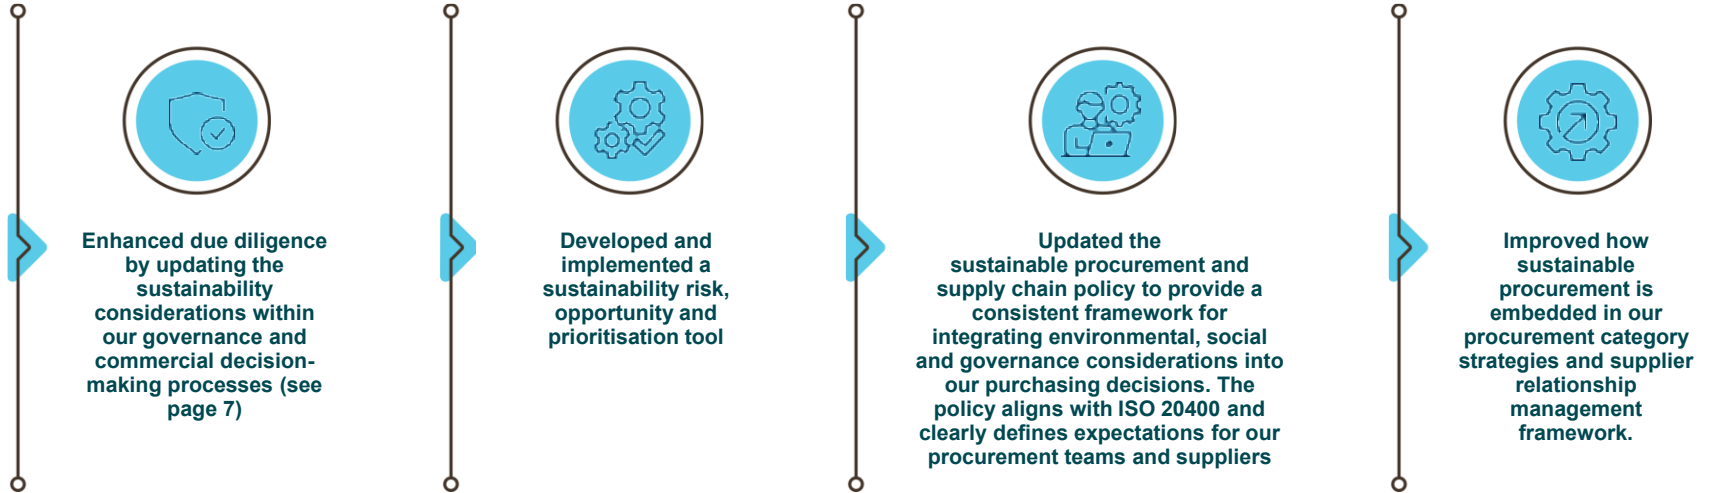 Enhanced due diligence
by updating the
sustainability
considerations within
our governance and
commercial decision-
making processes (see
page 7)
Developed and
implemented a
sustainability risk,
opportunity and
prioritisation tool
Updated the
sustainable procurement and
supply chain policy to provide a
consistent framework for
integrating environmental, social
and governance considerations into
our purchasing decisions. The
policy aligns with ISO 20400 and
clearly defines expectations for our
procurement teams and suppliers
Improved how
sustainable
procurement is
embedded in our
procurement category
strategies and supplier
relationship
management
framework.